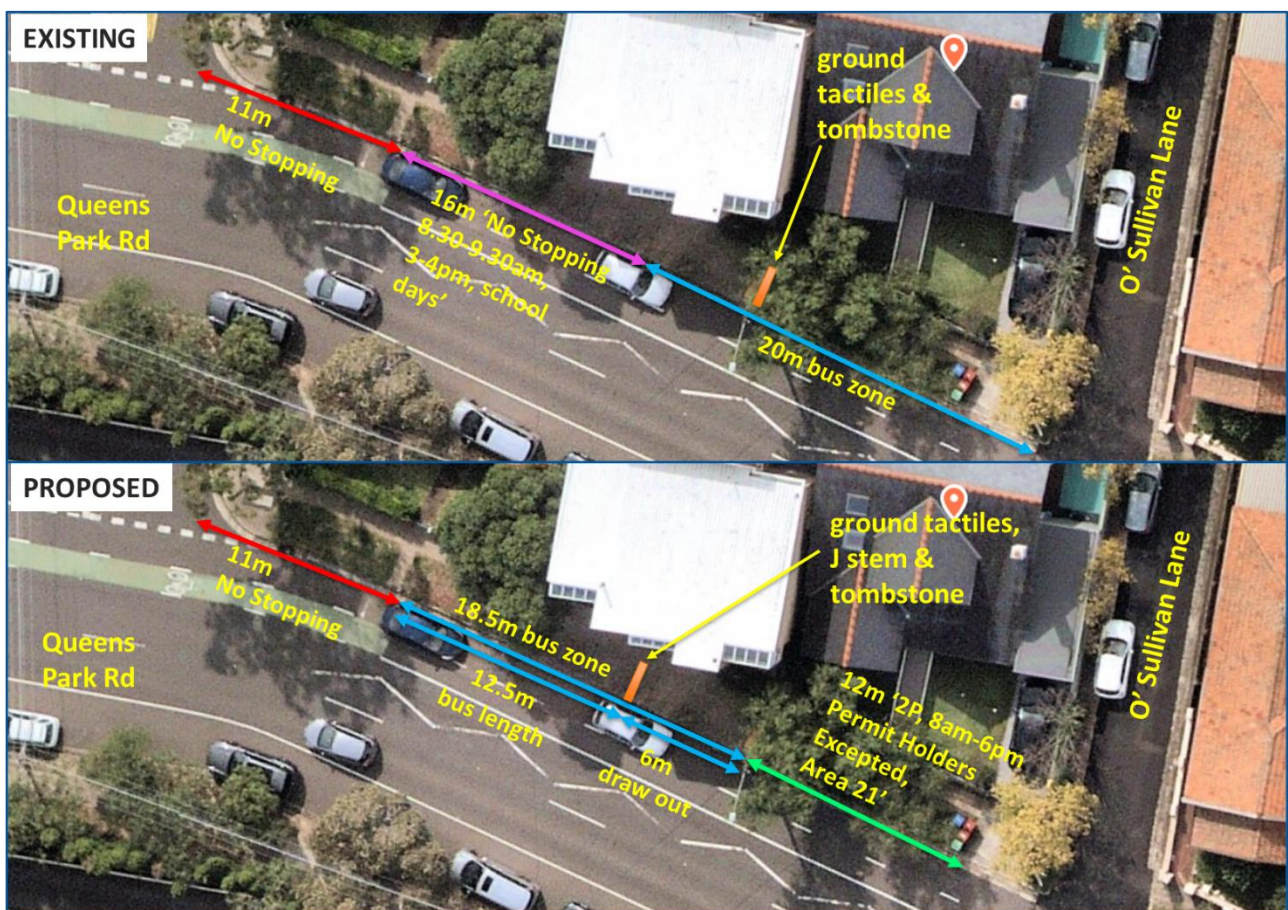 EXISTING
11m
No Stopping
Queens
Park Rd
16m 'No Stopping
8.30-9.30am,
3-4pm, school
days'
ground
tactiles &
tombstone
20m bus zone
O' Sullivan Lane
PROPOSED
11m
No Stopping
Queens
Park Rd
18.5m bus zone
12.5m
bus length
6m
draw out
ground tactiles,
J stem &
tombstone
12m '2P, 8am-6pm
Permit Holders
Excepted,
Area 21'
O' Sullivan Lane